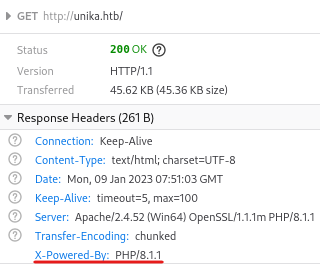 GET http://unika.htb/
Status 200 OK ?
Version HTTP/1.1
Transferred 45.62 KB (45.36 KB size)
Response Headers (261 B)
? Connection: Keep-Alive
? Content-Type: text/html; charset=UTF-8
? Date: Mon, 09 Jan 2023 07:51:03 GMT
? Keep-Alive: timeout=5, max=100
? Server: Apache/2.4.52 (Win64) OpenSSL/1.1.1m PHP/8.1.1
? Transfer-Encoding: chunked
X-Powered-By: PHP/8.1.1